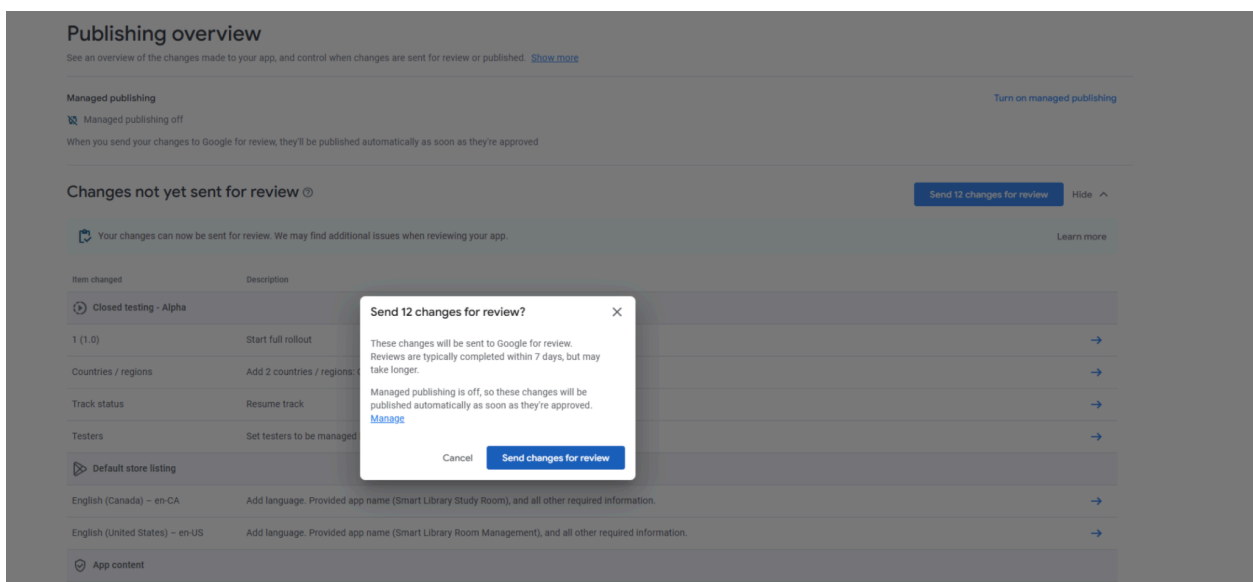 Publishing overview
See an overview of the changes made to your app, and control when changes are sent for review or published. Show more
Managed publishing
Turn on managed publishing
Managed publishing off
When you send your changes to Google for review, they'll be published automatically as soon as they're approved
Changes not yet sent for review
Send 12 changes for review
Hide
Your changes can now be sent for review. We may find additional issues when reviewing your app.
Learn more
Item changed Description
Closed testing - Alpha
1 (1.0) Start full rollout
Countries / regions Add 2 countries / regions:
Track status Resume track
Testers Set testers to be managed
Default store listing
English (Canada) – en-CA Add language. Provided app name (Smart Library Study Room), and all other required information.
English (United States) – en-US Add language. Provided app name (Smart Library Room Management), and all other required information.
App content
Send 12 changes for review?
These changes will be sent to Google for review.
Reviews are typically completed within 7 days, but may
take longer.
Managed publishing is off, so these changes will be
published automatically as soon as they're approved.
Manage
Cancel
Send changes for review